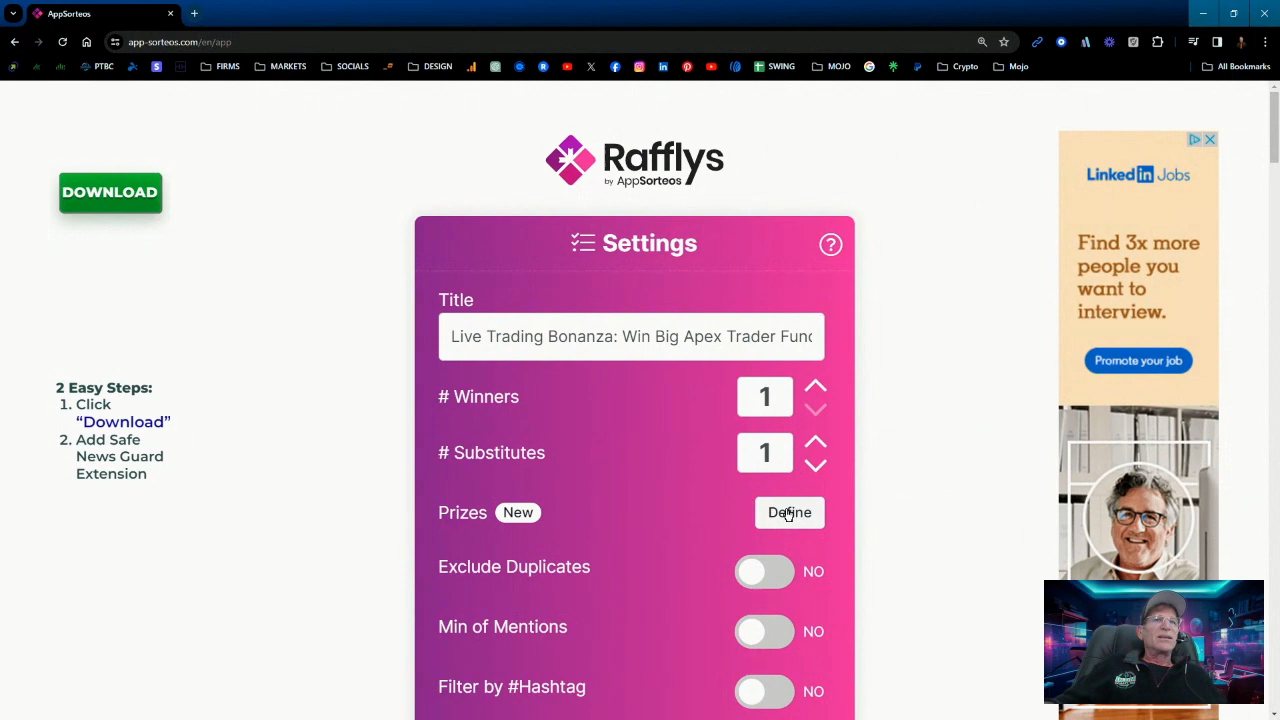 AppSorteos
app-sorteos.com/en/app
PTBC
FIRMS
MARKETS
SOCIALS
DESIGN
SWING
MOJO
Crypto
Mojo
All Bookmarks
Rafflys
by AppSorteos
DOWNLOAD
2 Easy Steps:
1. Click
“Download”
2. Add Safe
News Guard
Extension
Settings
Title
Live Trading Bonanza: Win Big Apex Trader Func
# Winners
1
# Substitutes
1
Prizes New
Define
Exclude Duplicates
NO
Min of Mentions
NO
Filter by #Hashtag
NO
LinkedIn Jobs
Find 3x more
people you
want to
interview.
Promote your job